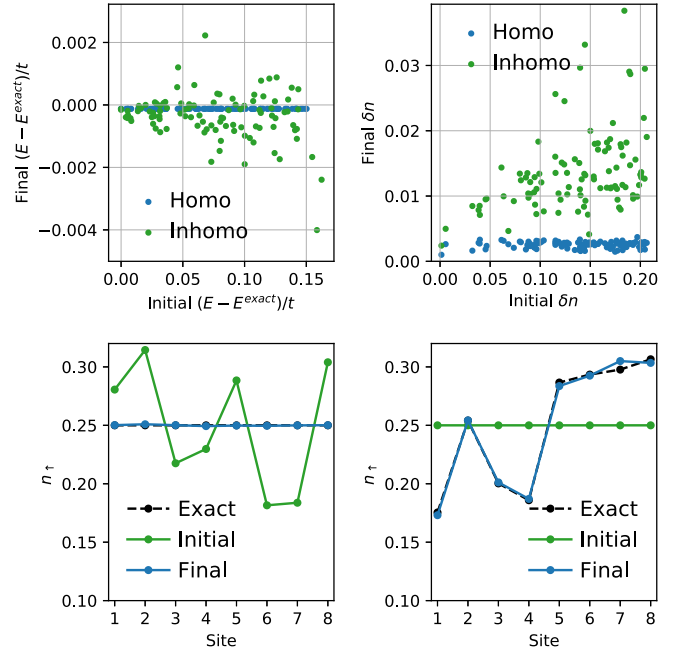 Final (E − E^{exact})/t
0.002
0.000
−0.002
−0.004
Homo
Inhomo
0.00 0.05 0.10 0.15
Initial (E − E^{exact})/t
Final δn
0.03
0.02
0.01
0.00
Homo
Inhomo
0.00 0.05 0.10 0.15 0.20
Initial δn
n↑
0.30
0.25
0.20
0.15
0.10
Exact
Initial
Final
1 2 3 4 5 6 7 8
Site
n↑
0.30
0.25
0.20
0.15
0.10
Exact
Initial
Final
1 2 3 4 5 6 7 8
Site